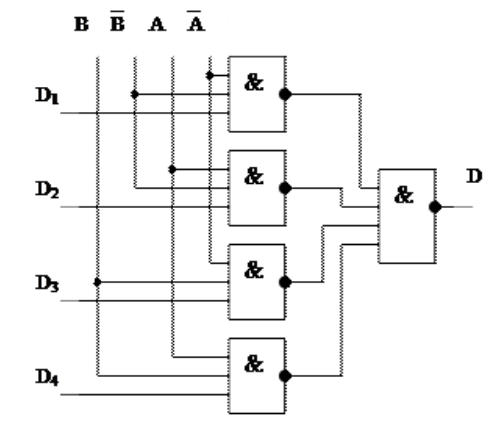 B B̅ A A̅
&
D₁
& D
D₂ &
D₃
&
D₄ &